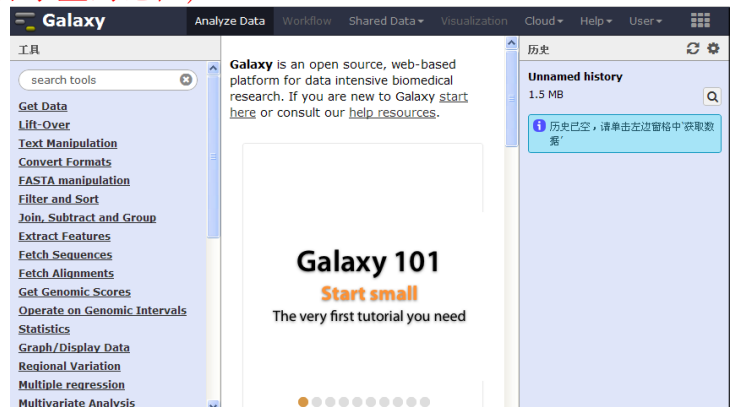 Galaxy
Analyze Data Workflow Shared Data Visualization Cloud Help User
工具
search tools
Get Data
Lift-Over
Text Manipulation
Convert Formats
FASTA manipulation
Filter and Sort
Join, Subtract and Group
Extract Features
Fetch Sequences
Fetch Alignments
Get Genomic Scores
Operate on Genomic Intervals
Statistics
Graph/Display Data
Regional Variation
Multiple regression
Multivariate Analysis
Galaxy is an open source, web-based
platform for data intensive biomedical
research. If you are new to Galaxy start
here or consult our help resources.
Galaxy 101
Start small
The very first tutorial you need
历史
Unnamed history
1.5 MB
历史已空，请单击左边窗格中‘获取数
据’